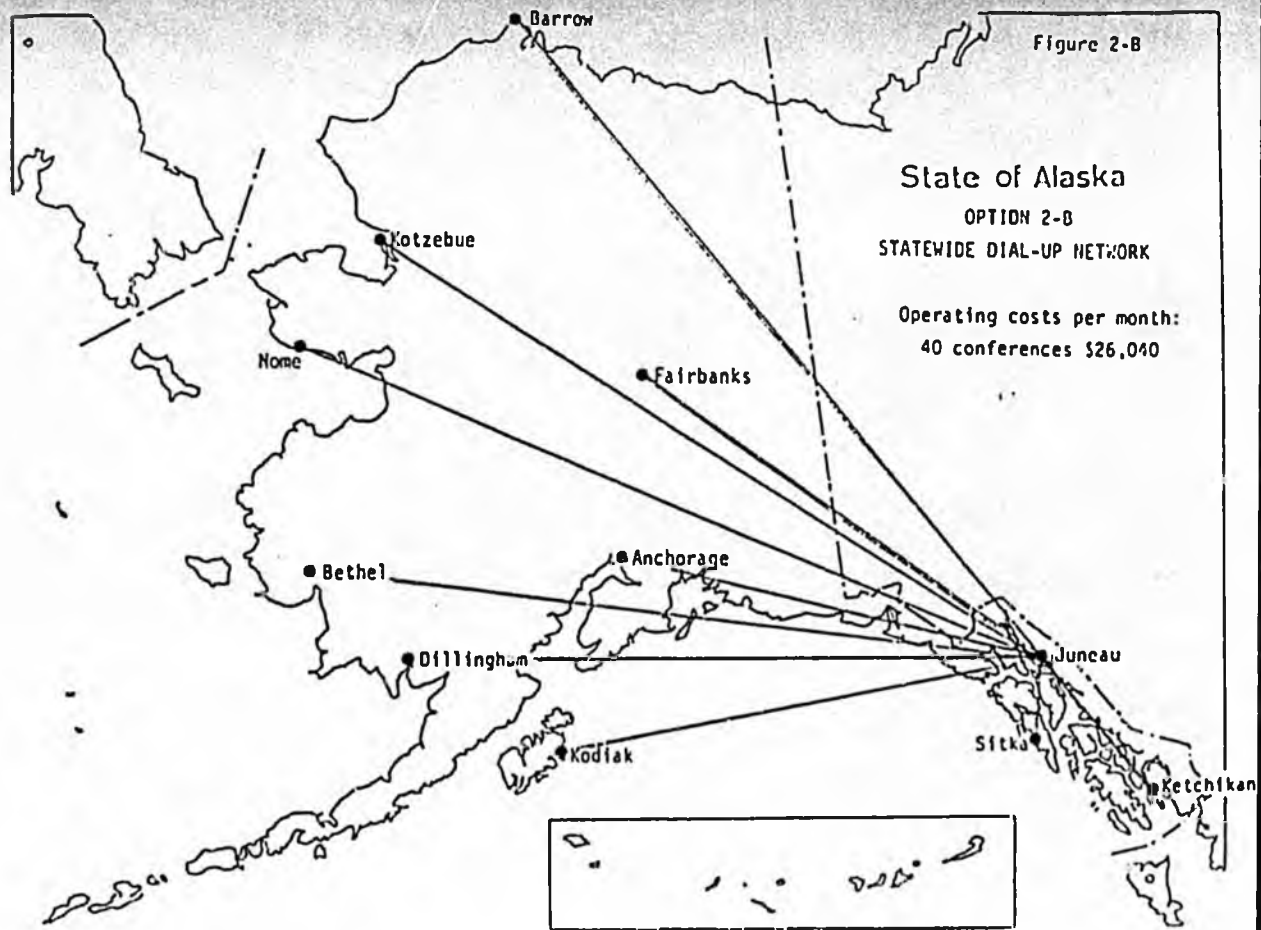 Barrow
Figure 2-B
State of Alaska
OPTION 2-B
STATEWIDE DIAL-UP NETWORK
Operating costs per month:
40 conferences $26,040
Kotzebue
Nome
Fairbanks
Anchorage
Bethel
Dillingham
Juneau
Kodiak
Sitka
Ketchikan